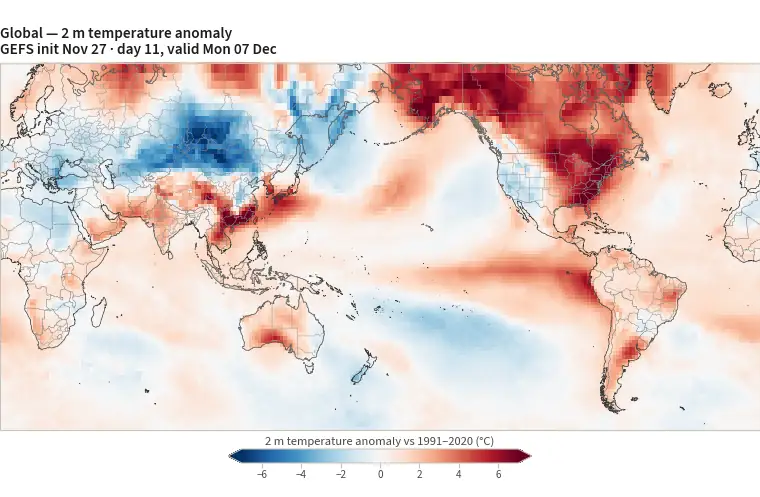 Global — 2 m temperature anomaly
GEFS init Nov 27 · day 11, valid Mon 07 Dec
2 m temperature anomaly vs 1991–2020 (°C)
−6 −4 −2 0 2 4 6